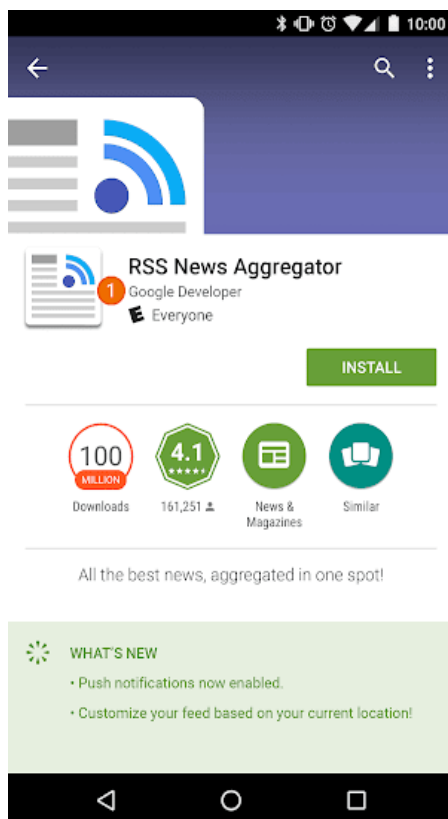 10:00
RSS News Aggregator
1
Google Developer
E Everyone
INSTALL
100
MILLION
Downloads
4.1
161,251
News &
Magazines
Similar
All the best news, aggregated in one spot!
WHAT'S NEW
• Push notifications now enabled.
• Customize your feed based on your current location!